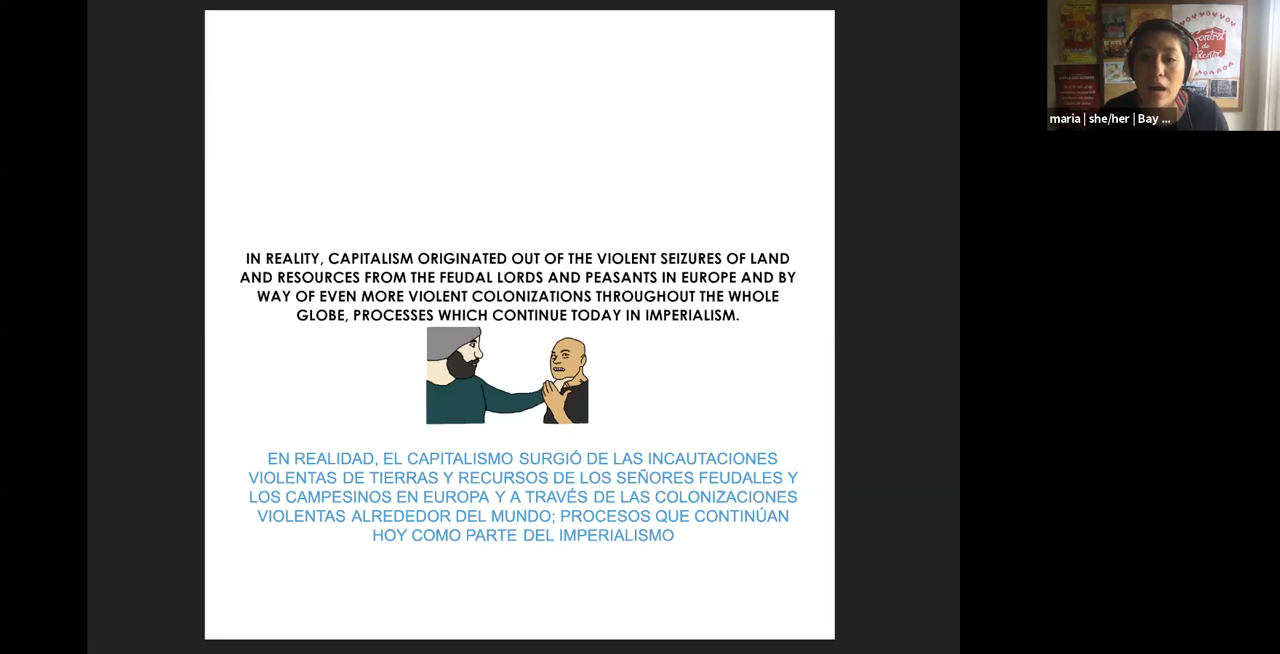 IN REALITY, CAPITALISM ORIGINATED OUT OF THE VIOLENT SEIZURES OF LAND
AND RESOURCES FROM THE FEUDAL LORDS AND PEASANTS IN EUROPE AND BY
WAY OF EVEN MORE VIOLENT COLONIZATIONS THROUGHOUT THE WHOLE
GLOBE, PROCESSES WHICH CONTINUE TODAY IN IMPERIALISM.
EN REALIDAD, EL CAPITALISMO SURGIÓ DE LAS INCAUTACIONES
VIOLENTAS DE TIERRAS Y RECURSOS DE LOS SEÑORES FEUDALES Y
LOS CAMPESINOS EN EUROPA Y A TRAVÉS DE LAS COLONIZACIONES
VIOLENTAS ALREDEDOR DEL MUNDO; PROCESOS QUE CONTINÚAN
HOY COMO PARTE DEL IMPERIALISMO
Control
de
Renta
maria | she/her | Bay ...